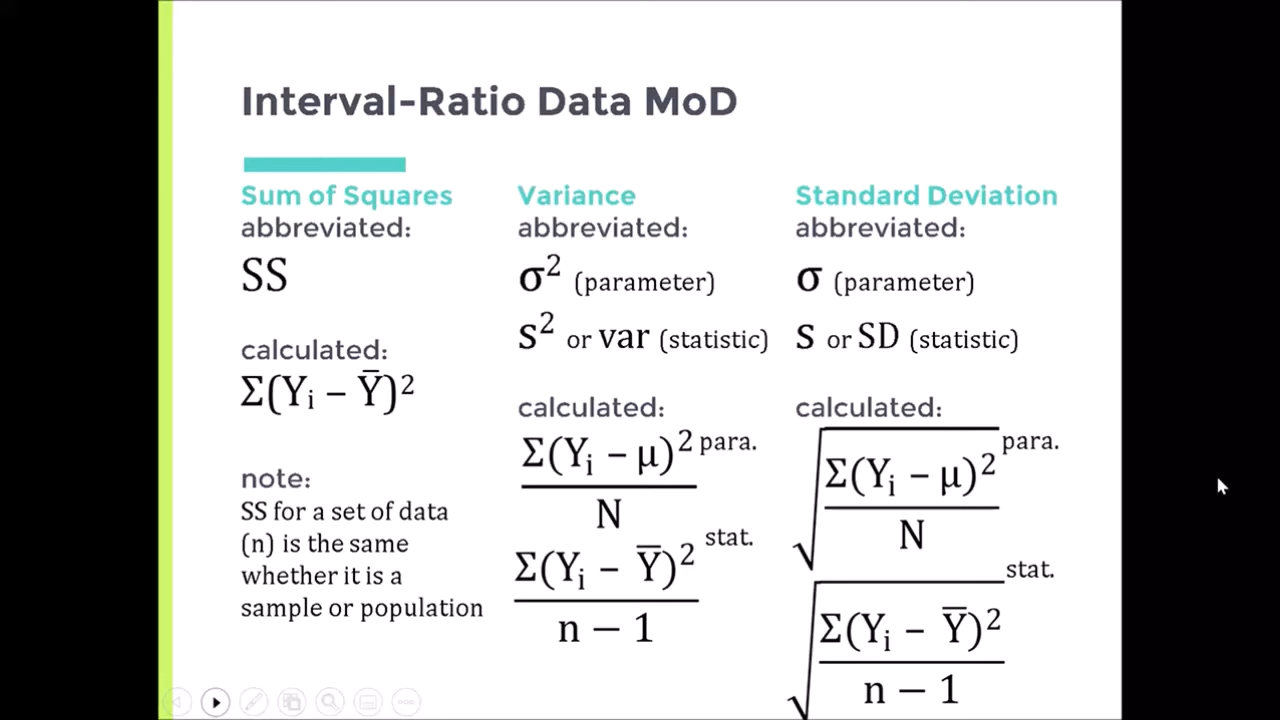 Interval-Ratio Data MoD
Sum of Squares
abbreviated:
SS
calculated:
Σ(Yᵢ − Ȳ)²
note:
SS for a set of data
(n) is the same
whether it is a
sample or population
Variance
abbreviated:
σ² (parameter)
s² or var (statistic)
calculated:
Σ(Yᵢ − μ)² para.
N
Σ(Yᵢ − Ȳ)² stat.
n − 1
Standard Deviation
abbreviated:
σ (parameter)
s or SD (statistic)
calculated:
√ Σ(Yᵢ − μ)² para.
N
√ Σ(Yᵢ − Ȳ)² stat.
n − 1